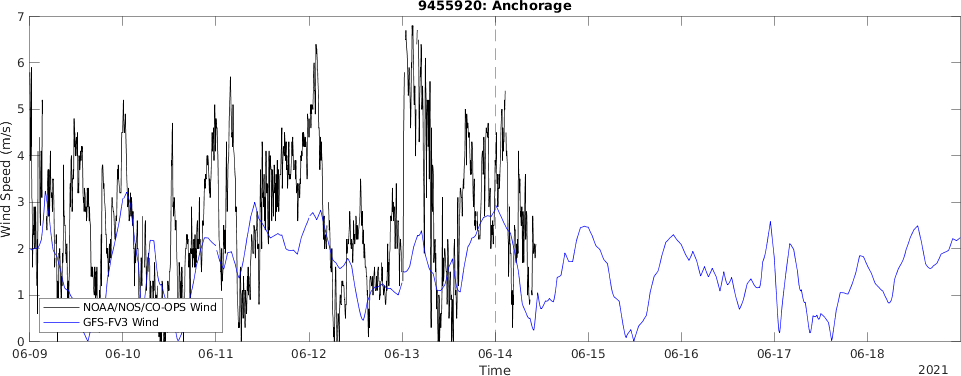 9455920: Anchorage
7
6
5
4
3
2
1
0
Wind Speed (m/s)
NOAA/NOS/CO-OPS Wind
GFS-FV3 Wind
06-09 06-10 06-11 06-12 06-13 06-14 06-15 06-16 06-17 06-18
Time
2021